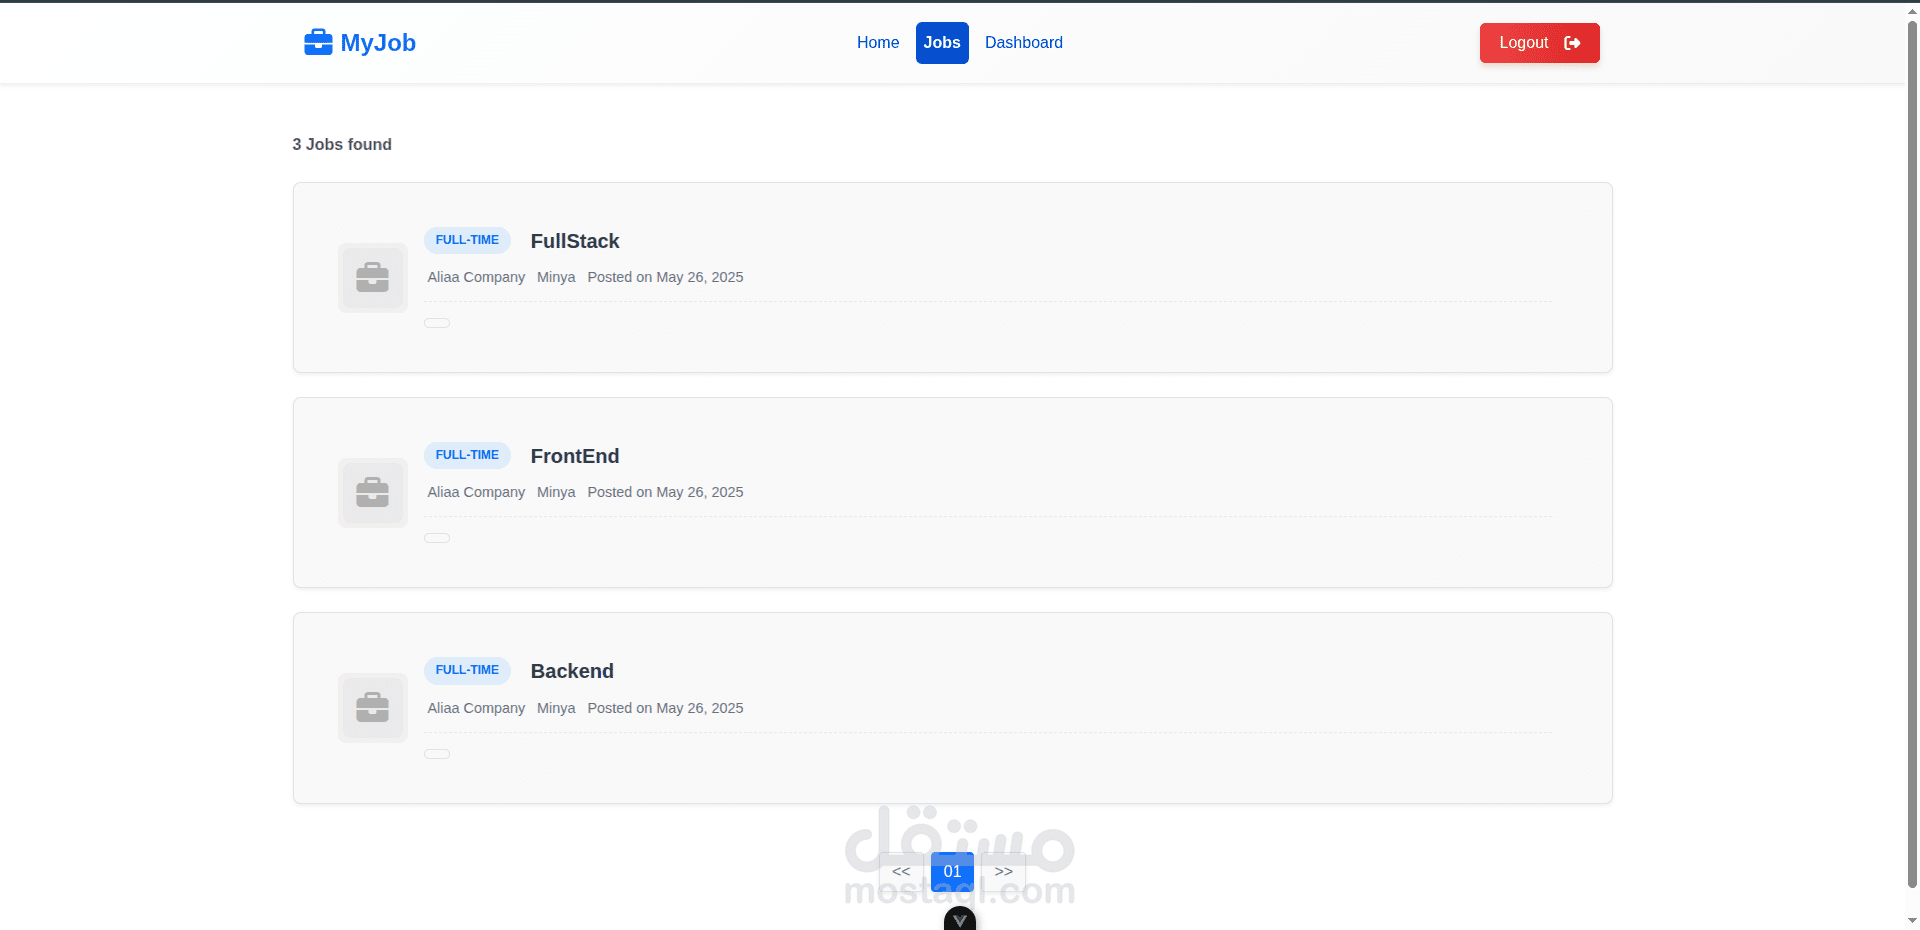 MyJob
Home Jobs Dashboard
Logout
3 Jobs found
FULL-TIME FullStack
Aliaa Company Minya Posted on May 26, 2025
FULL-TIME FrontEnd
Aliaa Company Minya Posted on May 26, 2025
FULL-TIME Backend
Aliaa Company Minya Posted on May 26, 2025
مستقل
<< 01 >>
mostaql.com